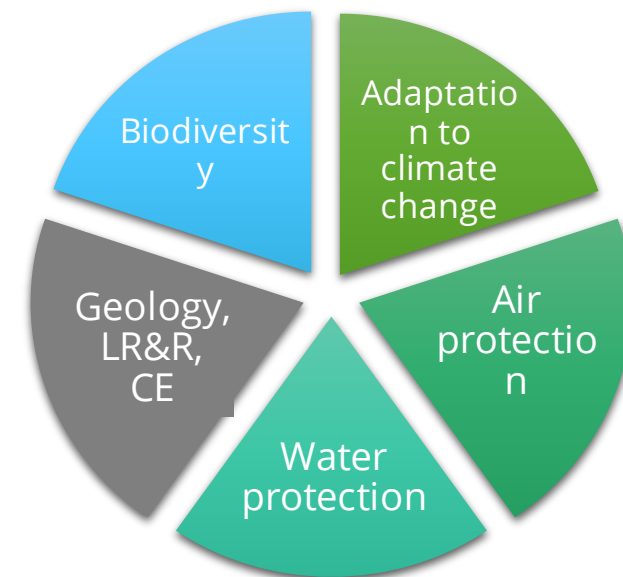 Biodiversit
y
Adaptatio
n to
climate
change
Geology,
LR&R,
CE
Air
protectio
n
Water
protection